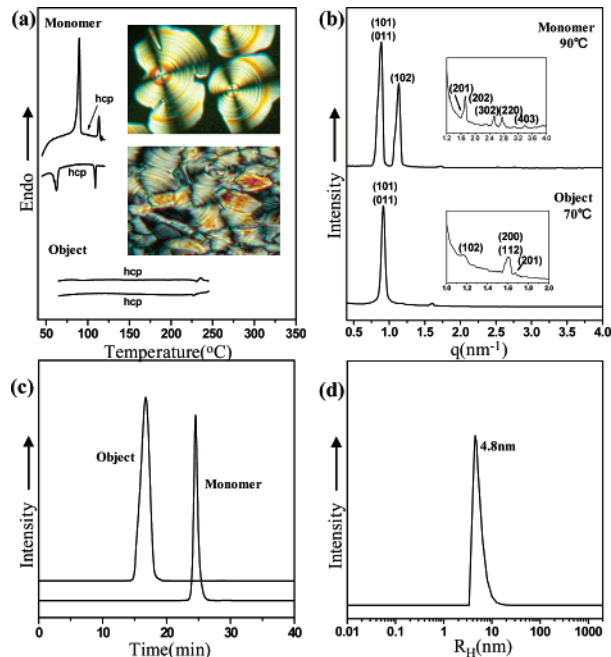 (a)
Monomer
hcp
hcp
Object
hcp
hcp
Endo
50 100 150 200 250 300 350
Temperature(°C)
(b)
(101)
(011)
(102)
Monomer
90℃
(201)
(202)
(302)
(220)
(403)
1.2 1.6 2.0 2.4 2.8 3.2 3.6 4.0
(101)
(011)
Object
70℃
(102)
(200)
(112)
(201)
1.0 1.2 1.4 1.6 1.8 2.0
Intensity
0.5 1.0 1.5 2.0 2.5 3.0 3.5 4.0
q(nm⁻¹)
(c)
Object
Monomer
Intensity
0 10 20 30 40
Time(min)
(d)
4.8nm
Intensity
0.01 0.1 1 10 100 1000
R_H(nm)